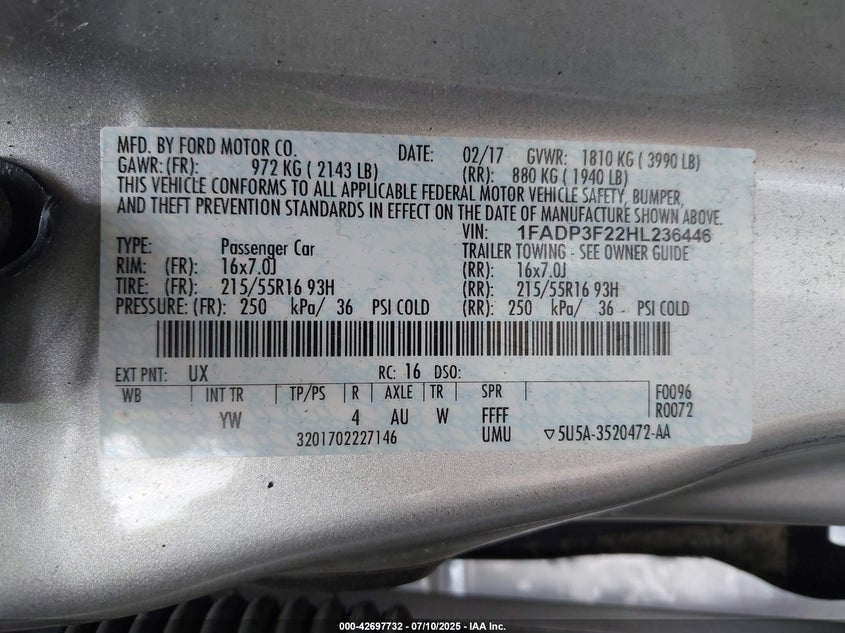 MFD. BY FORD MOTOR CO. DATE: 02/17 GVWR: 1810 KG ( 3990 LB)
GAWR: (FR): 972 KG ( 2143 LB) (RR): 880 KG ( 1940 LB)
THIS VEHICLE CONFORMS TO ALL APPLICABLE FEDERAL MOTOR VEHICLE SAFETY, BUMPER,
AND THEFT PREVENTION STANDARDS IN EFFECT ON THE DATE OF MANUFACTURE SHOWN ABOVE.
VIN: 1FADP3F22HL236446
TYPE: Passenger Car TRAILER TOWING - SEE OWNER GUIDE
RIM: (FR): 16x7.0J (RR): 16x7.0J
TIRE: (FR): 215/55R16 93H (RR): 215/55R16 93H
PRESSURE: (FR): 250 kPa/ 36 PSI COLD (RR): 250 kPa/ 36 PSI COLD
EXT PNT: UX RC: 16 DSO:
WB INT TR TP/PS R AXLE TR SPR F0096
YW 4 AU W FFFF R0072
3201702227146 UMU ▽5U5A-3520472-AA
000-42697732 - 07/10/2025 - IAA Inc.